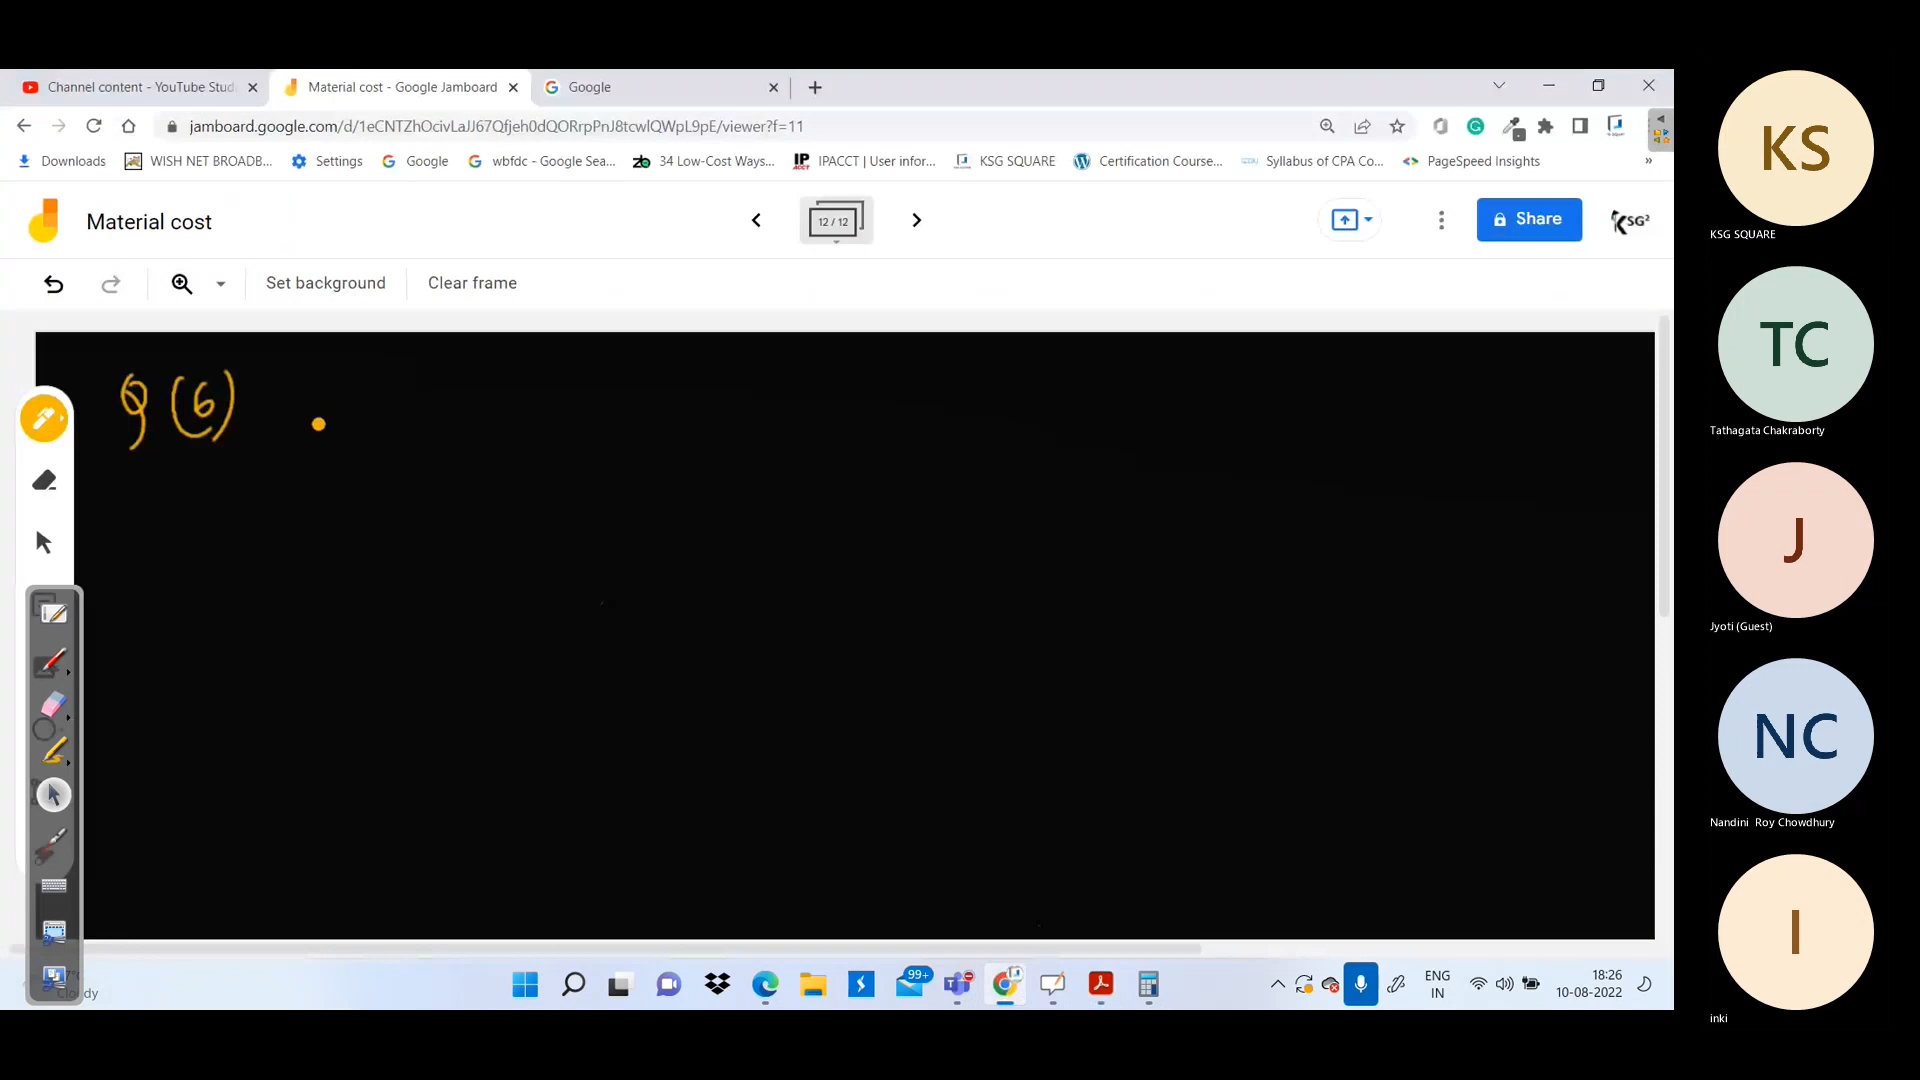 Channel content - YouTube Stud
Material cost - Google Jamboard
Google
jamboard.google.com/d/1eCNTZhOcivLaJJ67Qfjeh0dQORrpPnJ8tcwlQWpL9pE/viewer?f=11
Downloads
WISH NET BROADB...
Settings
Google
wbfdc - Google Sea...
34 Low-Cost Ways...
IPACCT | User infor...
KSG SQUARE
Certification Course...
Syllabus of CPA Co...
PageSpeed Insights
»
Material cost
12 / 12
Share
KSG²
Set background
Clear frame
Q (6)
99+
ENG
IN
18:26
10-08-2022
KS
KSG SQUARE
TC
Tathagata Chakraborty
J
Jyoti (Guest)
NC
Nandini Roy Chowdhury
I
inki